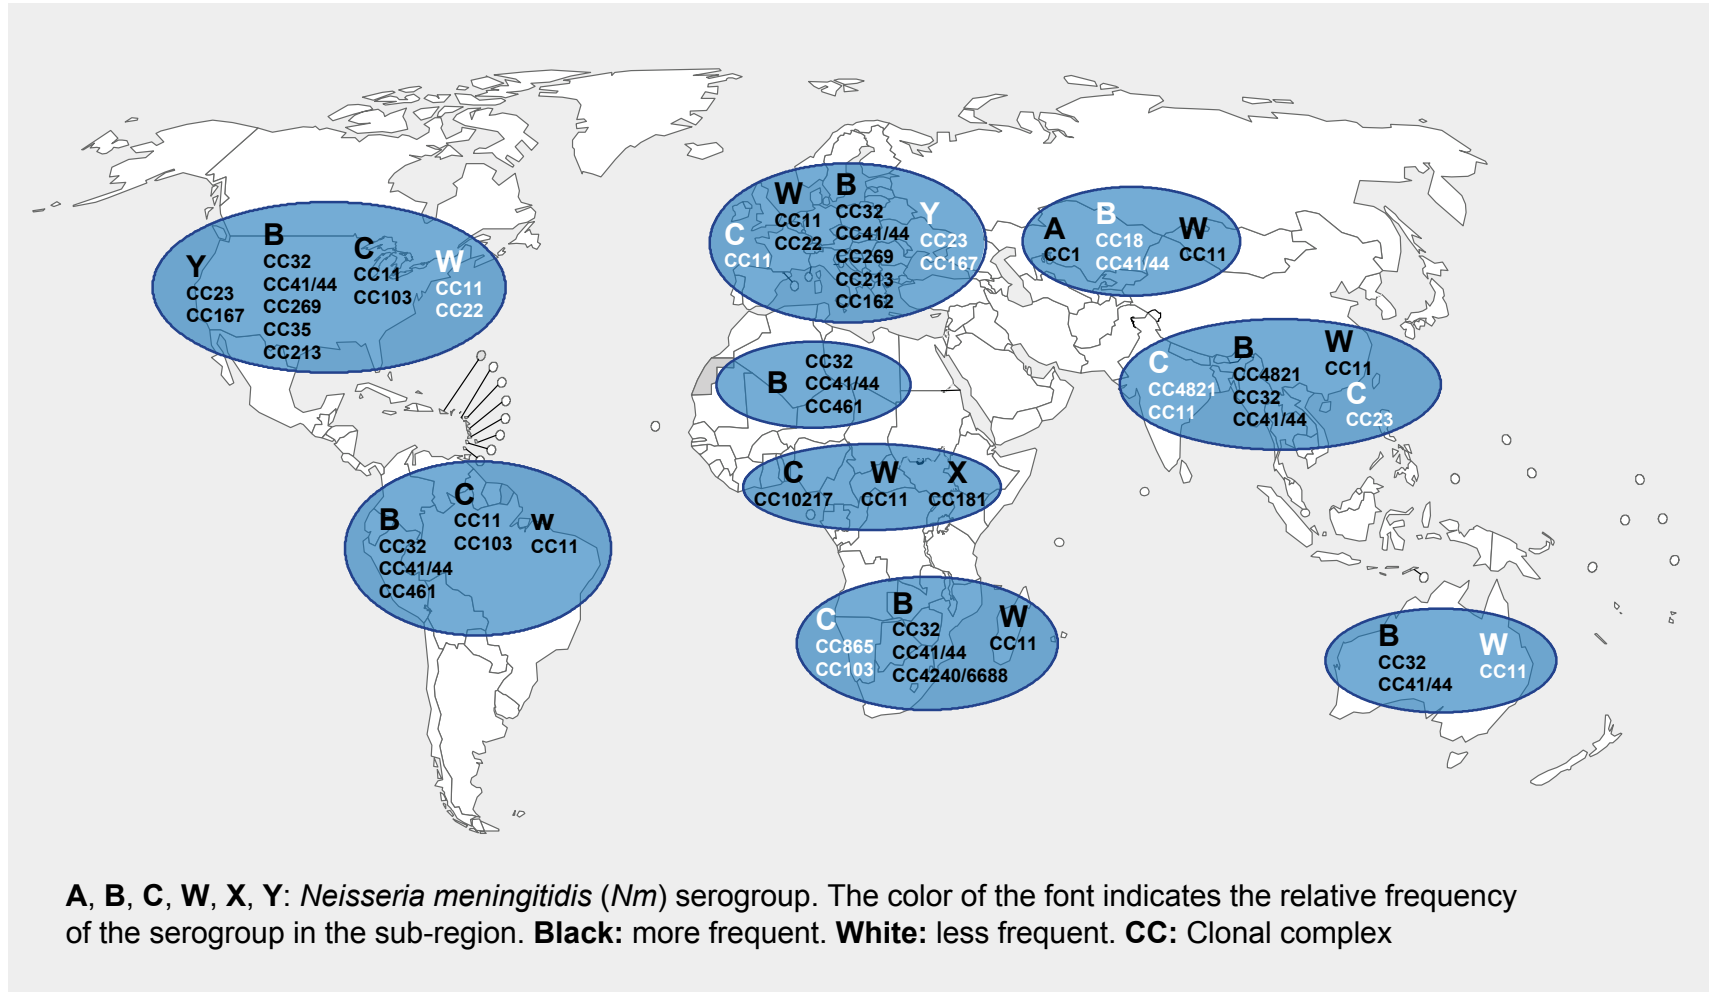 Y
CC23
CC167
B
CC32
CC41/44
CC269
CC35
CC213
C
CC11
CC103
W
CC11
CC22
C
CC11
W
CC11
CC22
B
CC32
CC41/44
CC269
CC213
CC162
Y
CC23
CC167
A
CC1
B
CC18
CC41/44
W
CC11
B
CC32
CC41/44
CC461
C
CC4821
CC11
B
CC4821
CC32
CC41/44
W
CC11
C
CC23
C
CC10217
W
CC11
X
CC181
B
CC32
CC41/44
CC461
C
CC11
CC103
W
CC11
C
CC865
CC103
B
CC32
CC41/44
CC4240/6688
W
CC11
B
CC32
CC41/44
W
CC11
A, B, C, W, X, Y: Neisseria meningitidis (Nm) serogroup. The color of the font indicates the relative frequency
of the serogroup in the sub-region. Black: more frequent. White: less frequent. CC: Clonal complex